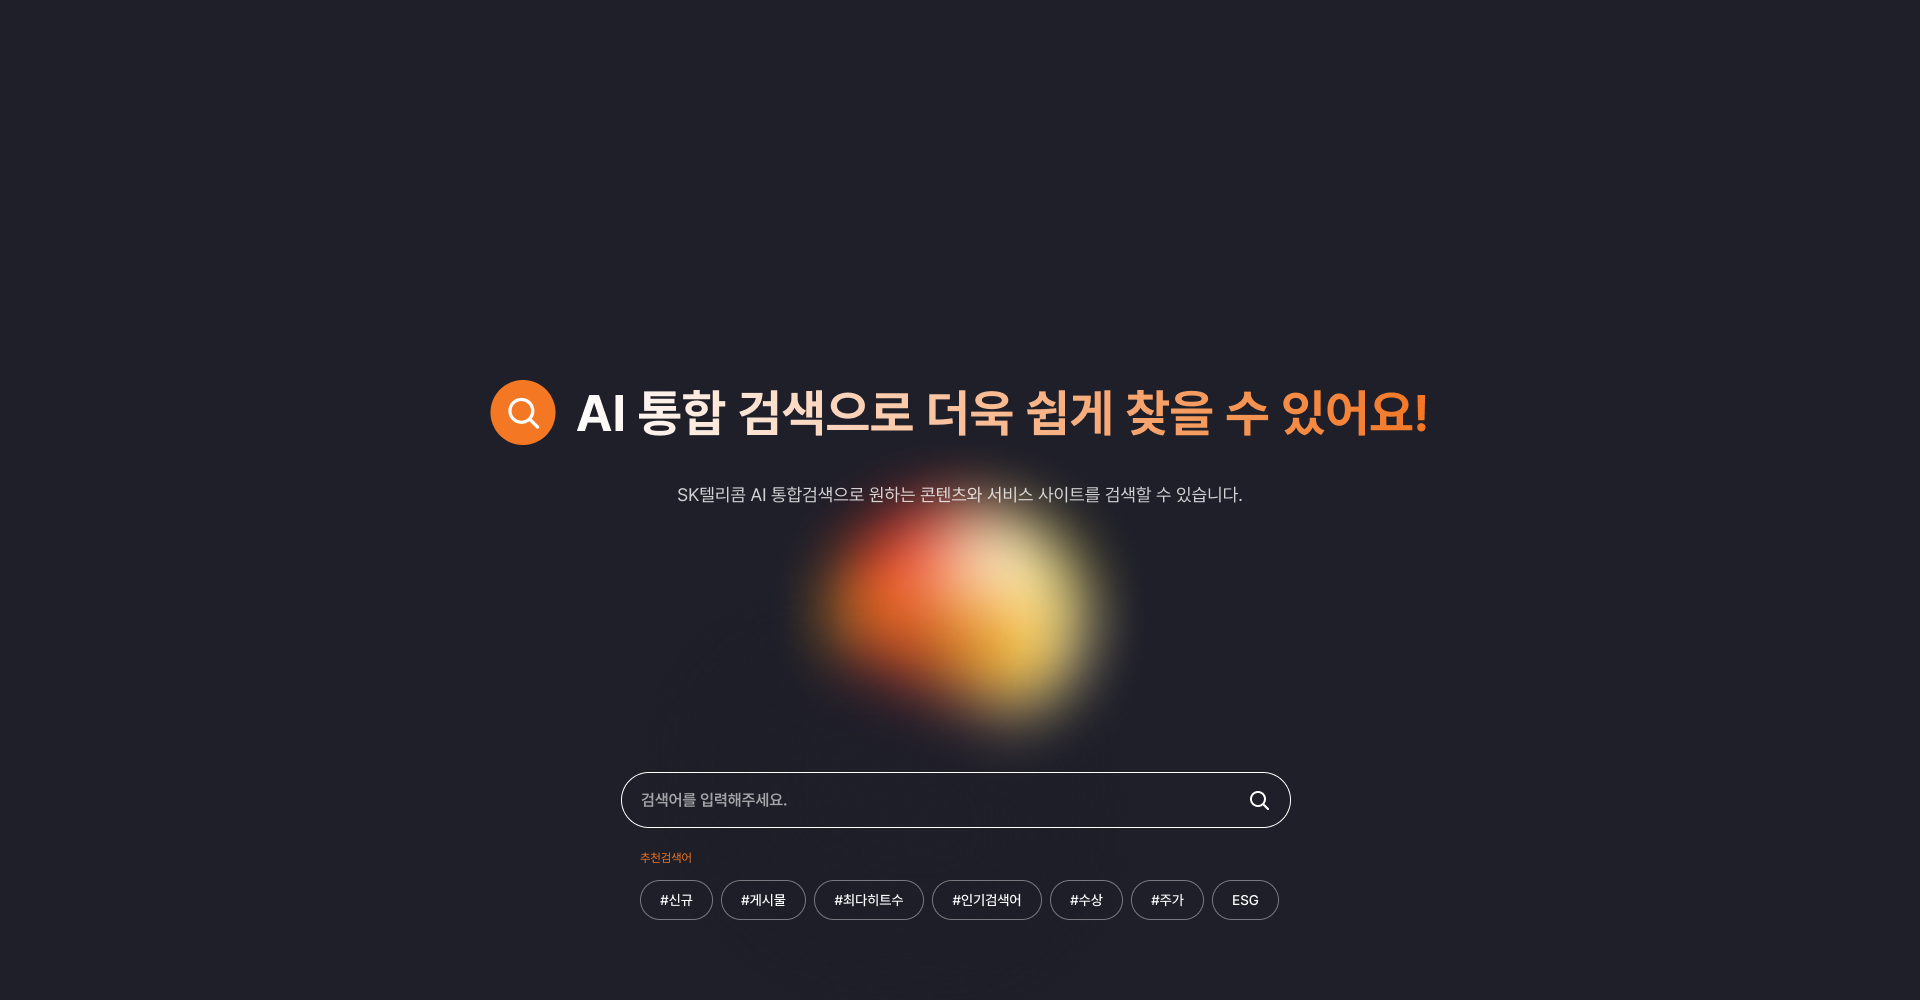 AI 통합 검색으로 더욱 쉽게 찾을 수 있어요!
SK텔리콤 AI 통합검색으로 원하는 콘텐츠와 서비스 사이트를 검색할 수 있습니다.
검색어를 입력해주세요.
추천검색어
#신규 #게시물 #최다히트수 #인기검색어 #수상 #주가 ESG